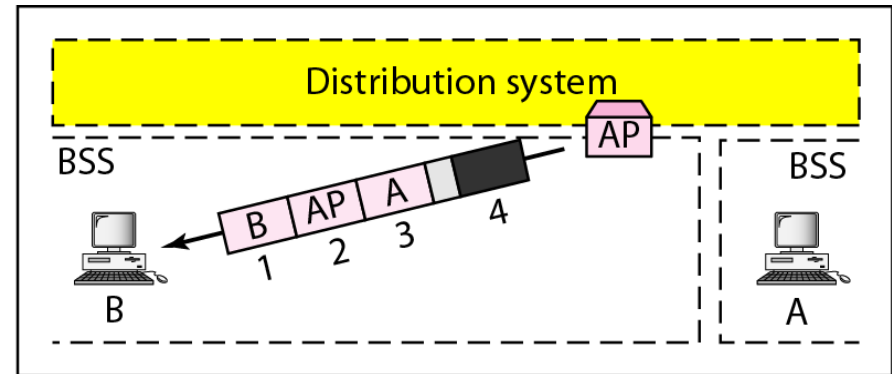 Distribution system
AP
BSS
BSS
B AP A
1 2 3 4
B
A